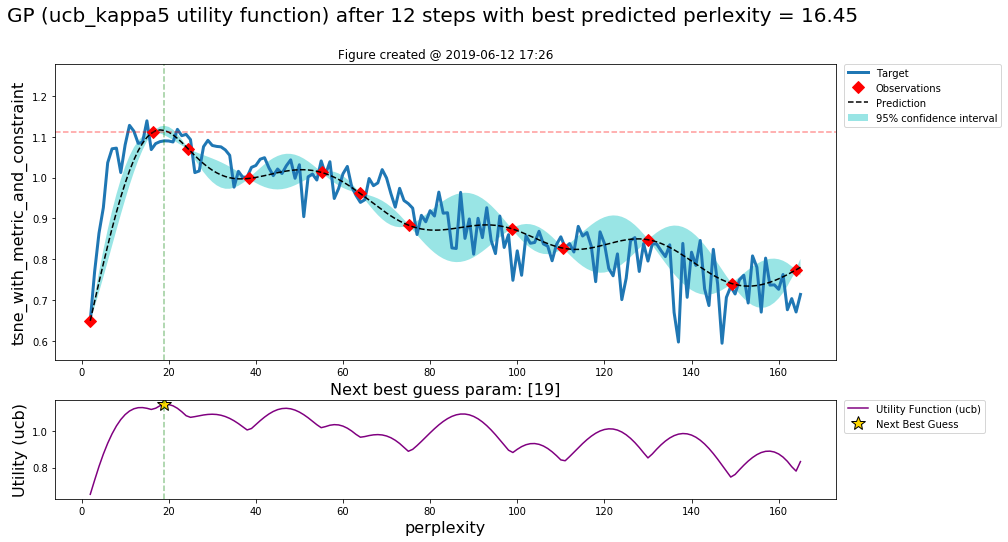 GP (ucb_kappa5 utility function) after 12 steps with best predicted perlexity = 16.45
Figure created @ 2019-06-12 17:26
tsne_with_metric_and_constraint
1.2
1.1
1.0
0.9
0.8
0.7
0.6
0 20 40 60 80 100 120 140 160
Target
Observations
Prediction
95% confidence interval
Next best guess param: [19]
Utility (ucb)
1.0
0.8
0 20 40 60 80 100 120 140 160
perplexity
Utility Function (ucb)
Next Best Guess